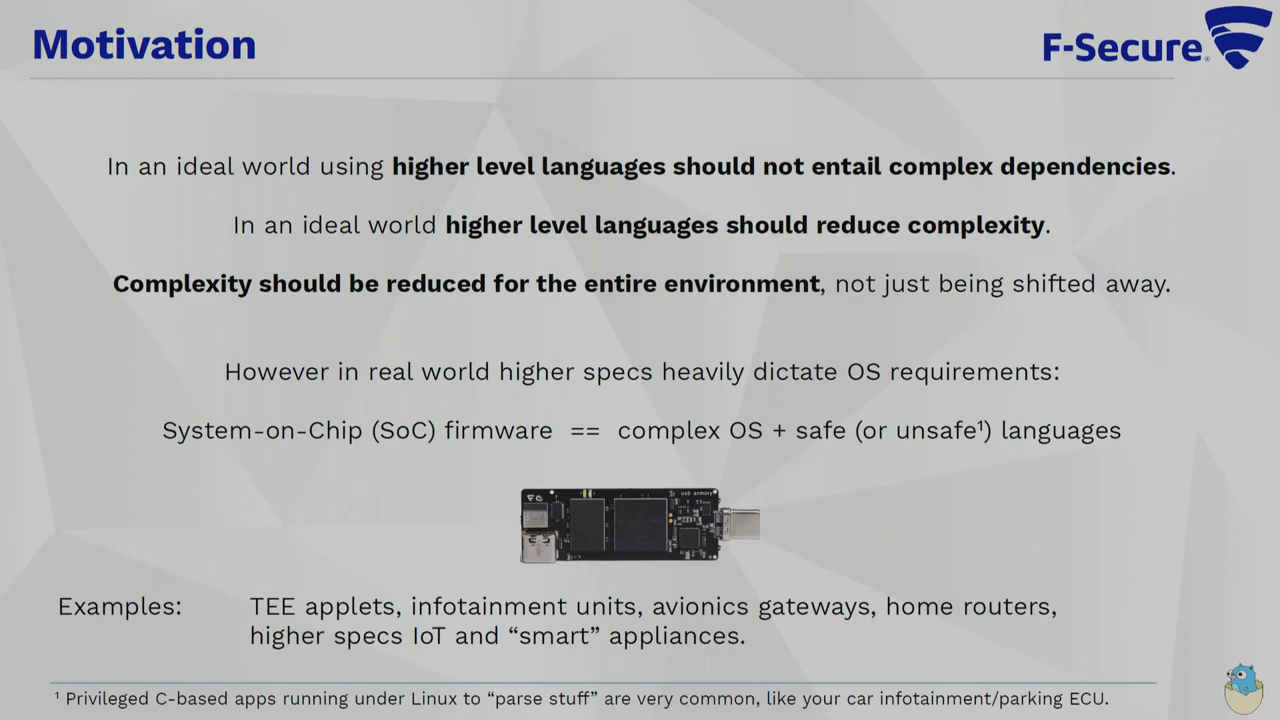 Motivation
F-Secure®
In an ideal world using higher level languages should not entail complex dependencies.
In an ideal world higher level languages should reduce complexity.
Complexity should be reduced for the entire environment, not just being shifted away.
However in real world higher specs heavily dictate OS requirements:
System-on-Chip (SoC) firmware == complex OS + safe (or unsafe¹) languages
usb armory
Examples: TEE applets, infotainment units, avionics gateways, home routers,
higher specs IoT and “smart” appliances.
¹ Privileged C-based apps running under Linux to “parse stuff” are very common, like your car infotainment/parking ECU.